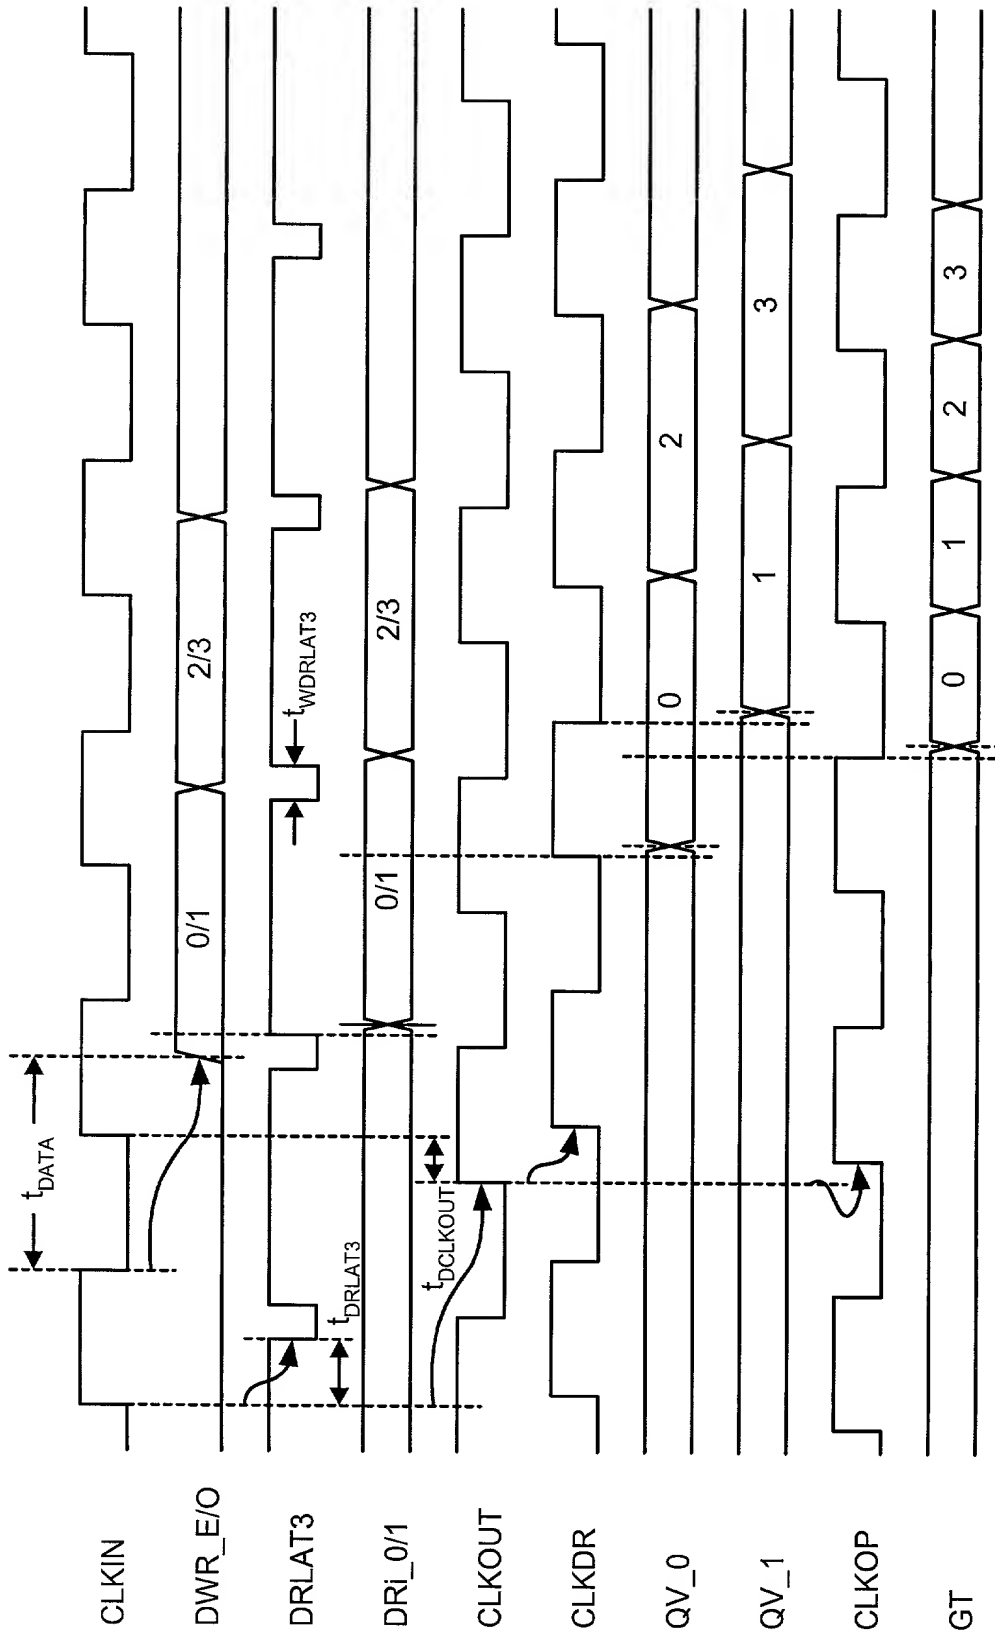 CLKIN
t_DATA
DWR_E/O
0/1
2/3
DRLAT3
t_DRLAT3
t_WDRLAT3
DRi_0/1
0/1
2/3
CLKOUT
t_DCLKOUT
CLKDR
QV_0
0
2
QV_1
1
3
CLKOP
GT
0
1
2
3